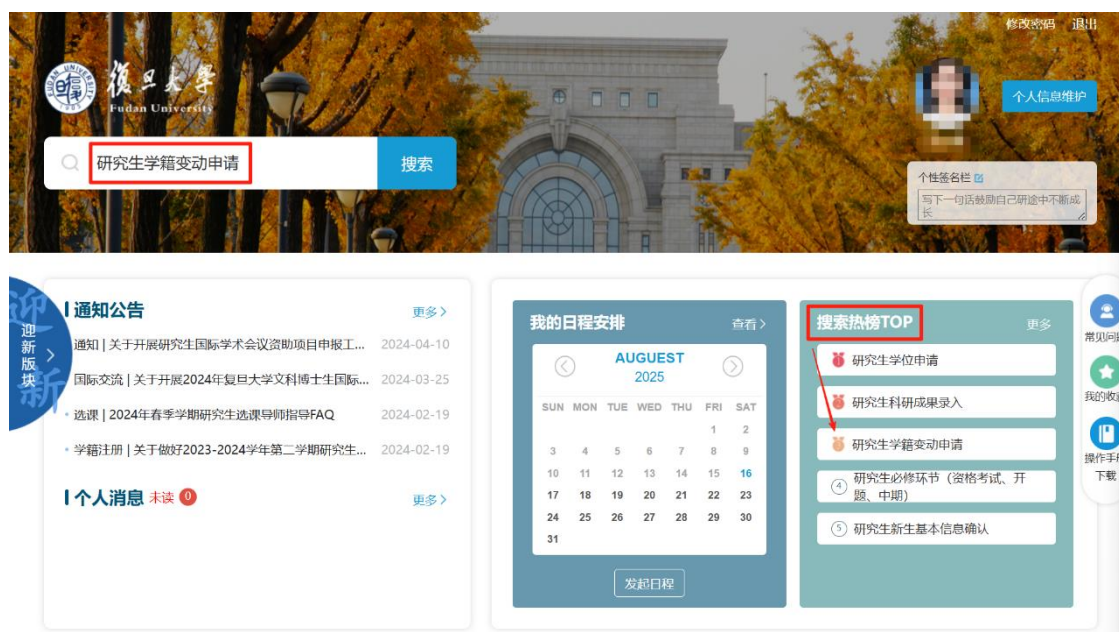 修改密码 退出
復旦大學
Fudan University
个人信息维护
研究生学籍变动申请
搜索
个性签名栏
写下一句话鼓励自己研途中不断成
长
迎
迎新版块
新
通知公告
更多>
通知 | 关于开展研究生国际学术会议资助项目申报工... 2024-04-10
国际交流 | 关于开展2024年复旦大学文科博士生国际... 2024-03-25
选课 | 2024年春季学期研究生选课导师指导FAQ 2024-02-19
学籍注册 | 关于做好2023-2024学年第二学期研究生... 2024-02-19
个人消息 未读 0
更多>
我的日程安排
查看>
AUGUEST
2025
SUN MON TUE WED THU FRI SAT
1 2
3 4 5 6 7 8 9
10 11 12 13 14 15 16
17 18 19 20 21 22 23
24 25 26 27 28 29 30
31
发起日程
搜索热榜TOP
更多
研究生学位申请
研究生科研成果录入
研究生学籍变动申请
4 研究生必修环节（资格考试、开
题、中期）
5 研究生新生基本信息确认
常见问题
我的收藏
操作手册
下载